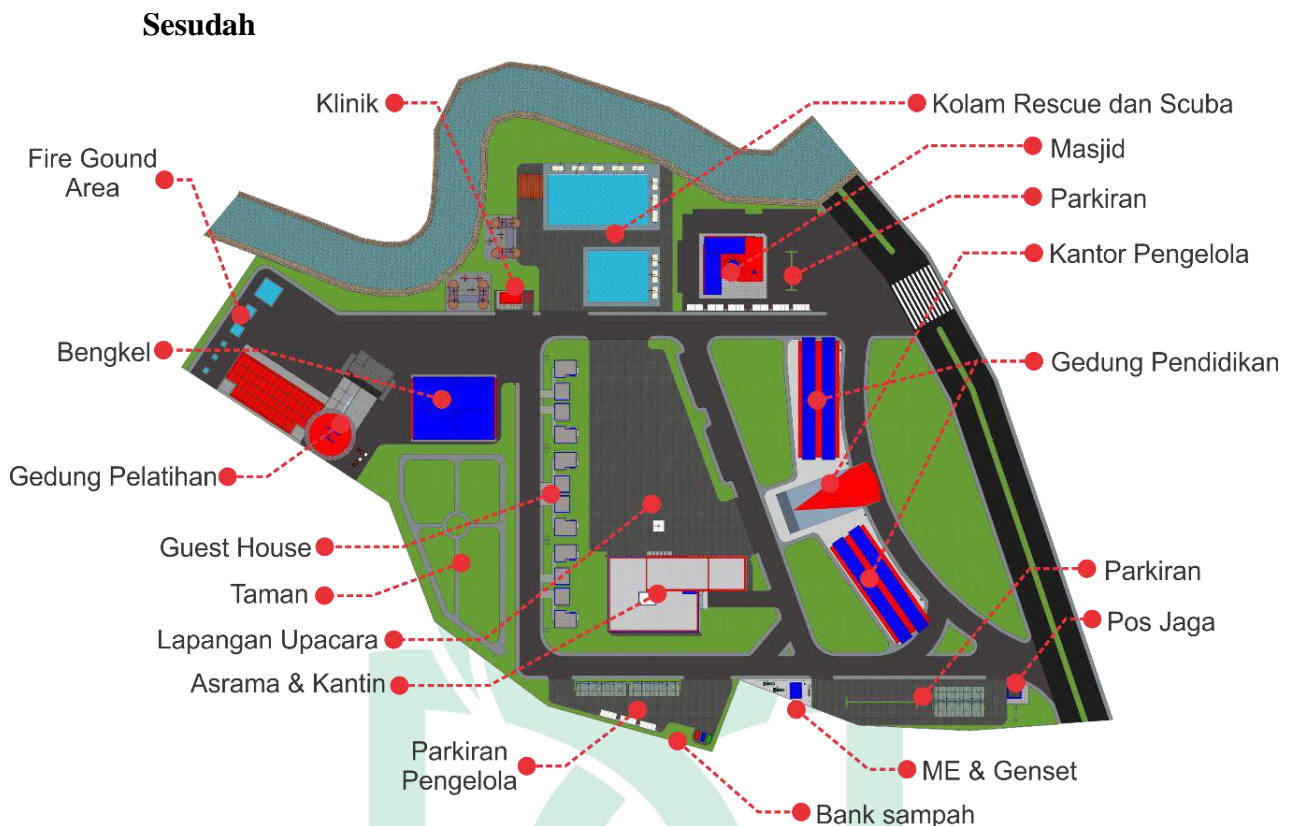 Sesudah
Klinik
Kolam Rescue dan Scuba
Masjid
Fire Gound
Area
Parkiran
Kantor Pengelola
Bengkel
Gedung Pendidikan
Gedung Pelatihan
Guest House
Taman
Parkiran
Lapangan Upacara
Pos Jaga
Asrama & Kantin
Parkiran
Pengelola
ME & Genset
Bank sampah